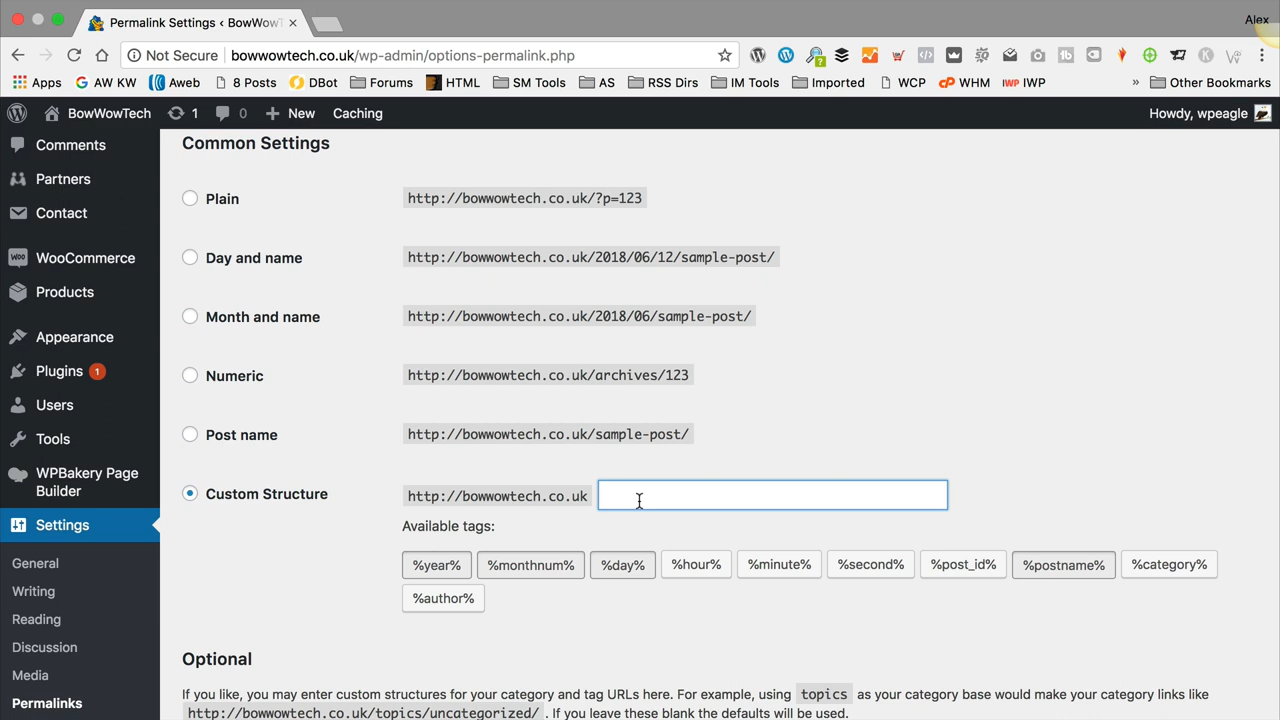 Permalink Settings ‹ BowWowT
Alex
Not Secure bowwowtech.co.uk/wp-admin/options-permalink.php
Apps AW KW Aweb 8 Posts DBot Forums HTML SM Tools AS RSS Dirs IM Tools Imported WCP WHM IWP IWP » Other Bookmarks
BowWowTech 1 0 New Caching Howdy, wpeagle
Comments
Partners
Contact
WooCommerce
Products
Appearance
Plugins 1
Users
Tools
WPBakery Page
Builder
Settings
General
Writing
Reading
Discussion
Media
Permalinks
Common Settings
Plain http://bowwowtech.co.uk/?p=123
Day and name http://bowwowtech.co.uk/2018/06/12/sample-post/
Month and name http://bowwowtech.co.uk/2018/06/sample-post/
Numeric http://bowwowtech.co.uk/archives/123
Post name http://bowwowtech.co.uk/sample-post/
Custom Structure http://bowwowtech.co.uk
Available tags:
%year% %monthnum% %day% %hour% %minute% %second% %post_id% %postname% %category%
%author%
Optional
If you like, you may enter custom structures for your category and tag URLs here. For example, using topics as your category base would make your category links like
http://bowwowtech.co.uk/topics/uncategorized/ . If you leave these blank the defaults will be used.